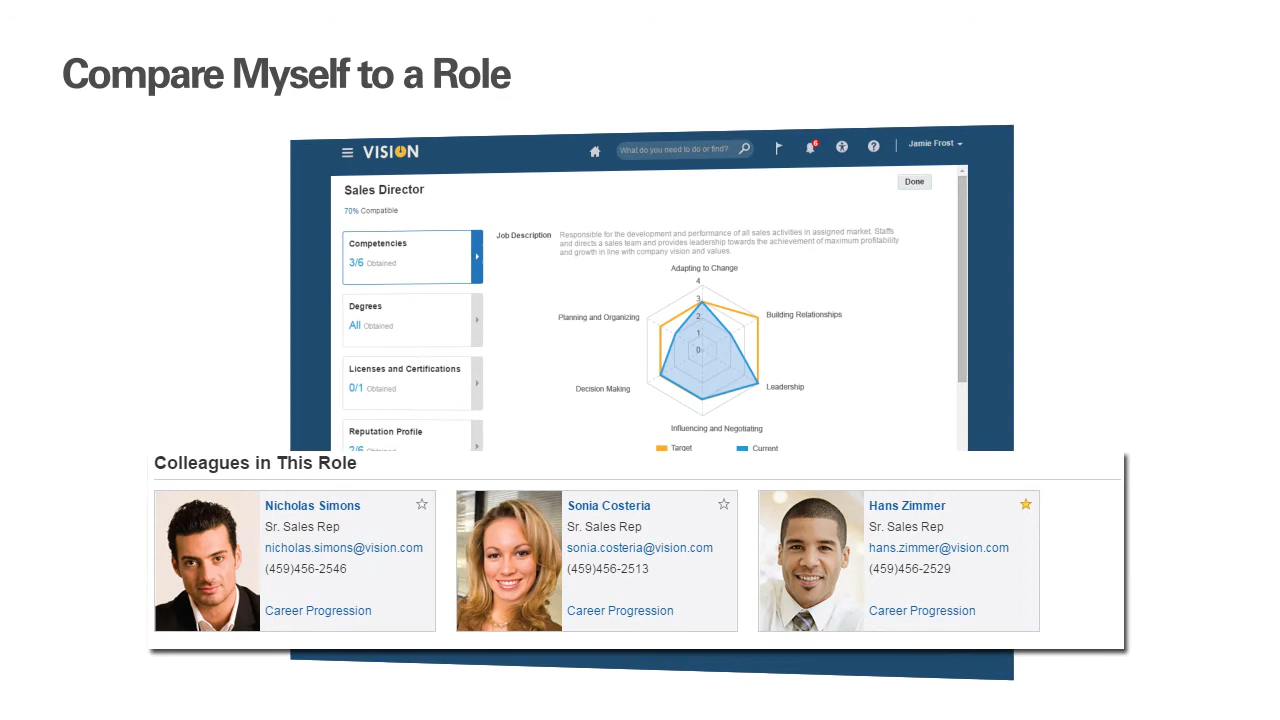 Compare Myself to a Role
VISION
What do you need to do or find?
6
Jamie Frost
Sales Director
Done
70% Compatible
Competencies
3/6 Obtained
Degrees
All Obtained
Licenses and Certifications
0/1 Obtained
Reputation Profile
2/6 Obtained
Job Description
Responsible for the development and performance of all sales activities in assigned market. Staffs
and directs a sales team and provides leadership towards the achievement of maximum profitability
and growth in line with company vision and values.
Adapting to Change
4
3
2
1
0
Planning and Organizing
Building Relationships
Decision Making
Leadership
Influencing and Negotiating
Target
Current
Colleagues in This Role
Nicholas Simons
Sr. Sales Rep
nicholas.simons@vision.com
(459)456-2546
Career Progression
Sonia Costeria
Sr. Sales Rep
sonia.costeria@vision.com
(459)456-2513
Career Progression
Hans Zimmer
Sr. Sales Rep
hans.zimmer@vision.com
(459)456-2529
Career Progression